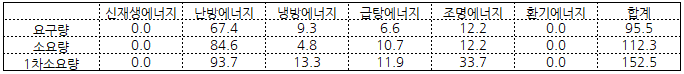 신재생에너지 난방에너지 냉방에너지 급탕에너지 조명에너지 환기에너지 합계
요구량 0.0 67.4 9.3 6.6 12.2 0.0 95.5
소요량 0.0 84.6 4.8 10.7 12.2 0.0 112.3
1차소요량 0.0 93.7 13.3 11.9 33.7 0.0 152.5